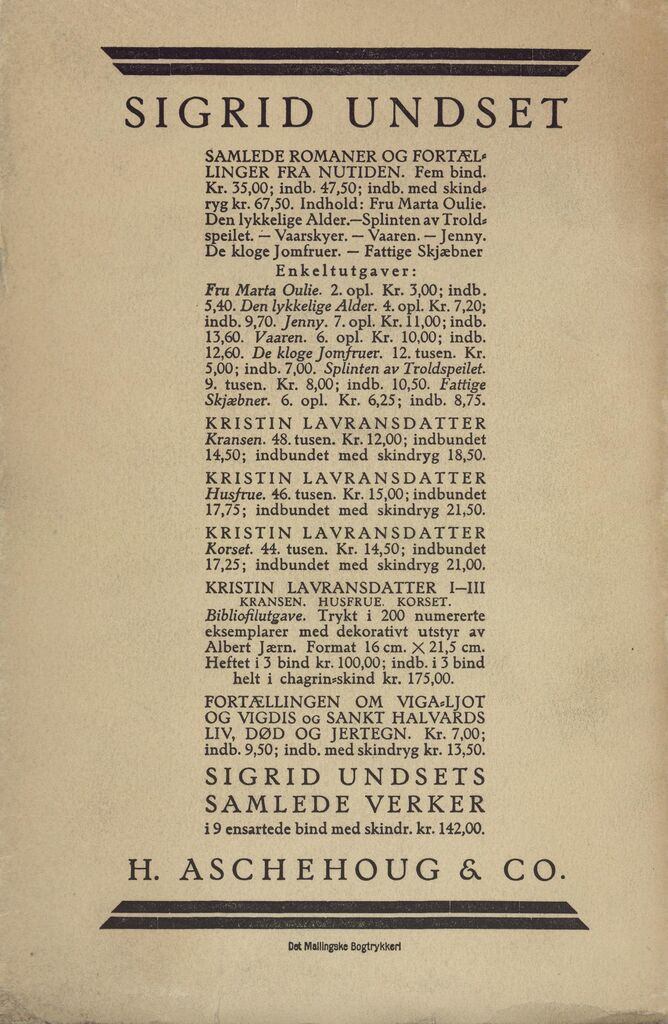 SIGRID UNDSET
SAMLEDE ROMANER OG FORTÆL=
LINGER FRA NUTIDEN. Fem bind.
Kr. 35,00; indb. 47,50; indb. med skind=
ryg kr. 67,50. Indhold: Fru Marta Oulie.
Den lykkelige Alder.—Splinten av Trold=
speilet. — Vaarskyer. — Vaaren. — Jenny.
De kloge Jomfruer. — Fattige Skjæbner
Enkeltutgaver:
Fru Marta Oulie. 2. opl. Kr. 3,00; indb.
5,40. Den lykkelige Alder. 4. opl. Kr. 7,20;
indb. 9,70. Jenny. 7. opl. Kr. 11,00; indb.
13,60. Vaaren. 6. opl. Kr. 10,00; indb.
12,60. De kloge Jomfruer. 12. tusen. Kr.
5,00; indb. 7,00. Splinten av Troldspeilet.
9. tusen. Kr. 8,00; indb. 10,50. Fattige
Skjæbner. 6. opl. Kr. 6,25; indb. 8,75.
KRISTIN LAVRANSDATTER
Kransen. 48. tusen. Kr. 12,00; indbundet
14,50; indbundet med skindryg 18,50.
KRISTIN LAVRANSDATTER
Husfrue. 46. tusen. Kr. 15,00; indbundet
17,75; indbundet med skindryg 21,50.
KRISTIN LAVRANSDATTER
Korset. 44. tusen. Kr. 14,50; indbundet
17,25; indbundet med skindryg 21,00.
KRISTIN LAVRANSDATTER I—III
KRANSEN. HUSFRUE. KORSET.
Bibliofilutgave. Trykt i 200 numererte
eksemplarer med dekorativt utstyr av
Albert Jærn. Format 16 cm. × 21,5 cm.
Heftet i 3 bind kr. 100,00; indb. i 3 bind
helt i chagrin=skind kr. 175,00.
FORTÆLLINGEN OM VIGA=LJOT
OG VIGDIS OG SANKT HALVARDS
LIV, DØD OG JERTEGN. Kr. 7,00;
indb. 9,50; indb. med skindryg kr. 13,50.
SIGRID UNDSETS
SAMLEDE VERKER
i 9 ensartede bind med skindr. kr. 142,00.
H. ASCHEHOUG & CO.
Det Mallingske Bogtrykkeri